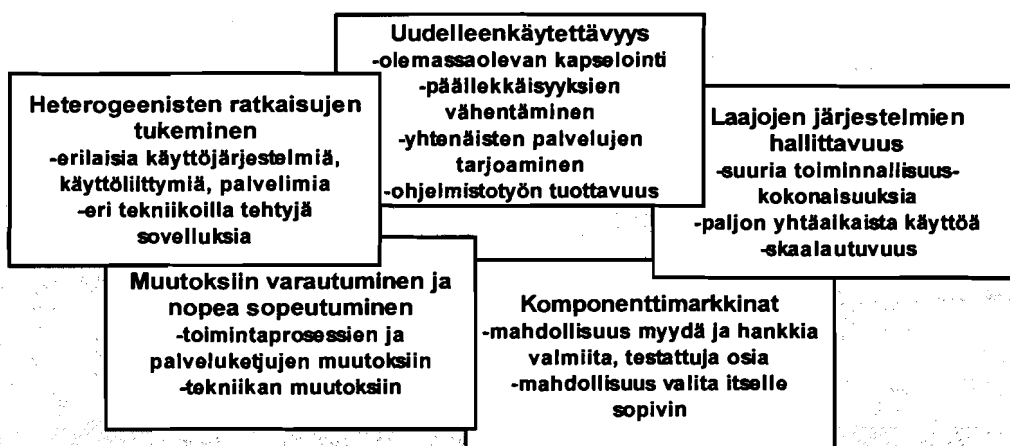 Uudelleenkäytettävyys
-olemassaolevan kapselointi
-päällekkäisyyksien
vähentäminen
-yhtenäisten palvelujen
tarjoaminen
-ohjelmistotyön tuottavuus
Heterogeenisten ratkaisujen
tukeminen
-erilaisia käyttöjärjestelmiä,
käyttöliittymiä, palvelimia
-eri tekniikoilla tehtyjä
sovelluksia
Laajojen järjestelmien
hallittavuus
-suuria toiminnallisuus-
kokonaisuuksia
-paljon yhtäaikaista käyttöä
-skaalautuvuus
Muutoksiin varautuminen ja
nopea sopeutuminen
-toimintaprosessien ja
palveluketjujen muutoksiin
-tekniikan muutoksiin
Komponenttimarkkinat
-mahdollisuus myydä ja hankkia
valmiita, testattuja osia
-mahdollisuus valita itselle
sopivin